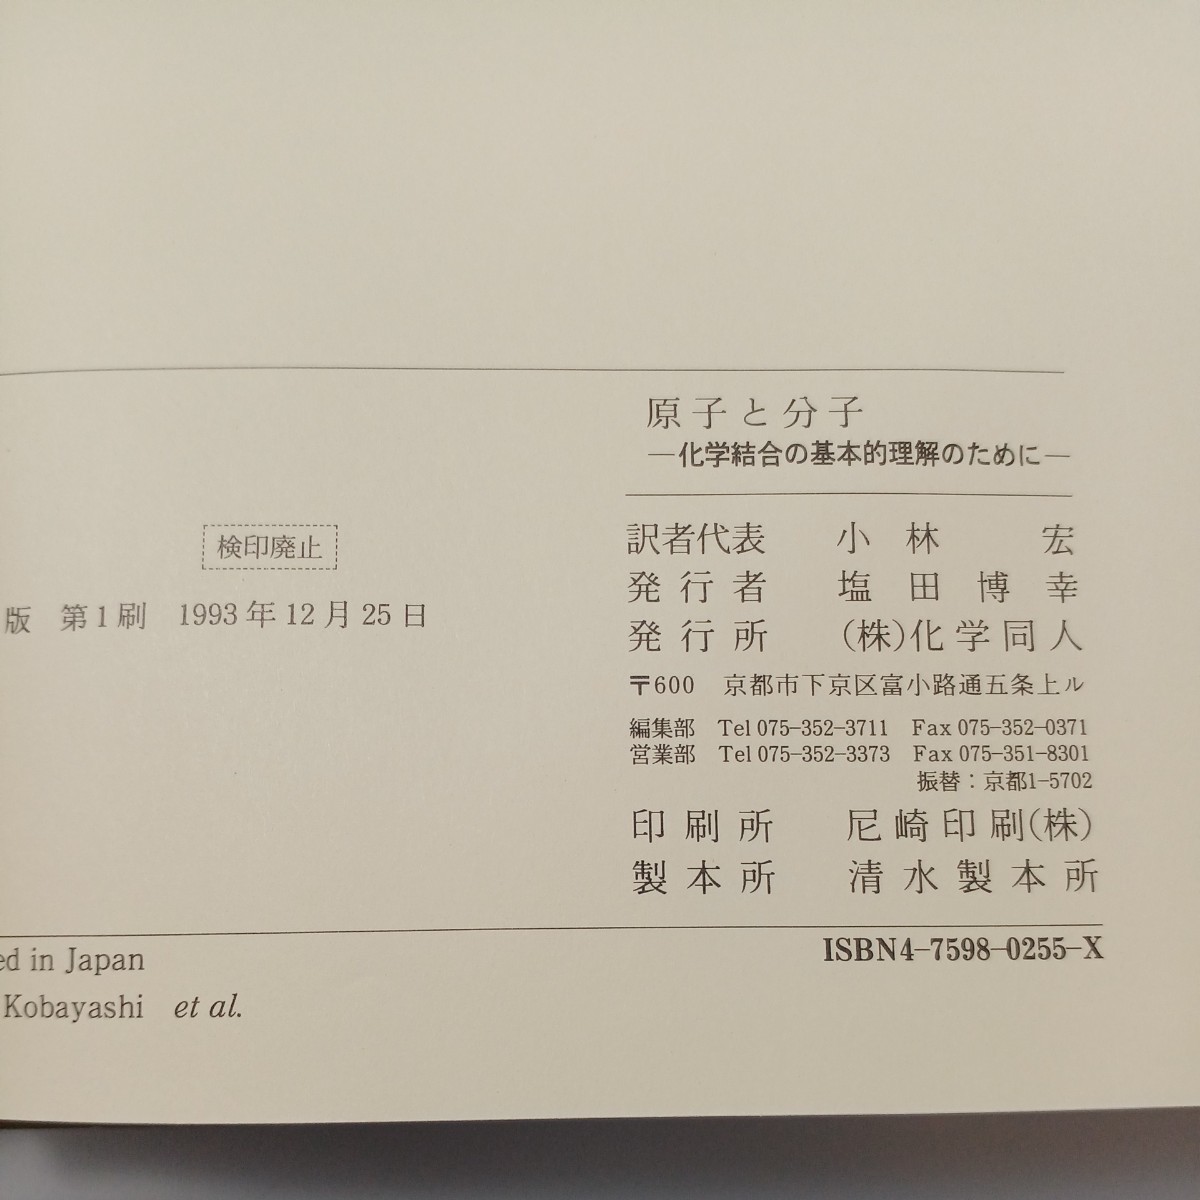 原子と分子
―化学結合の基本的理解のために―
検印廃止
版 第1刷 1993年12月25日
訳者代表 小林 宏
発行者 塩田博幸
発行所 (株)化学同人
〒600 京都市下京区富小路通五条上ル
編集部 Tel 075-352-3711 Fax 075-352-0371
営業部 Tel 075-352-3373 Fax 075-351-8301
振替：京都1-5702
印刷所 尼崎印刷(株)
製本所 清水製本所
ed in Japan
ISBN4-7598-0255-X
Kobayashi et al.